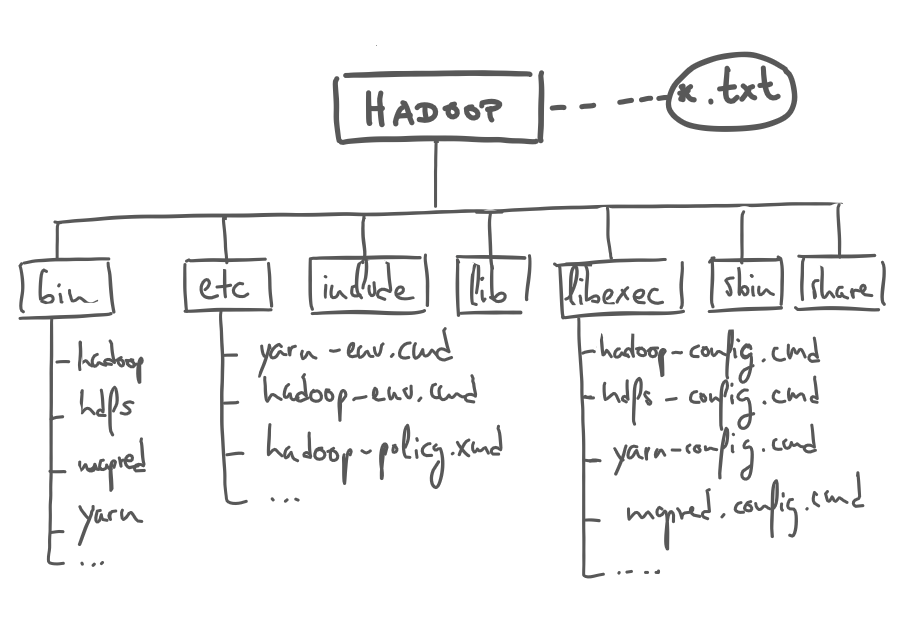 HADOOP
*.txt
bin
etc
include
lib
libexec
sbin
share
hadoop
hdfs
mapred
yarn
...
yarn-env.cmd
hadoop-env.cmd
hadoop-policy.xmd
...
hadoop-config.cmd
hdfs-config.cmd
yarn-config.cmd
mapred.config.cmd
.....